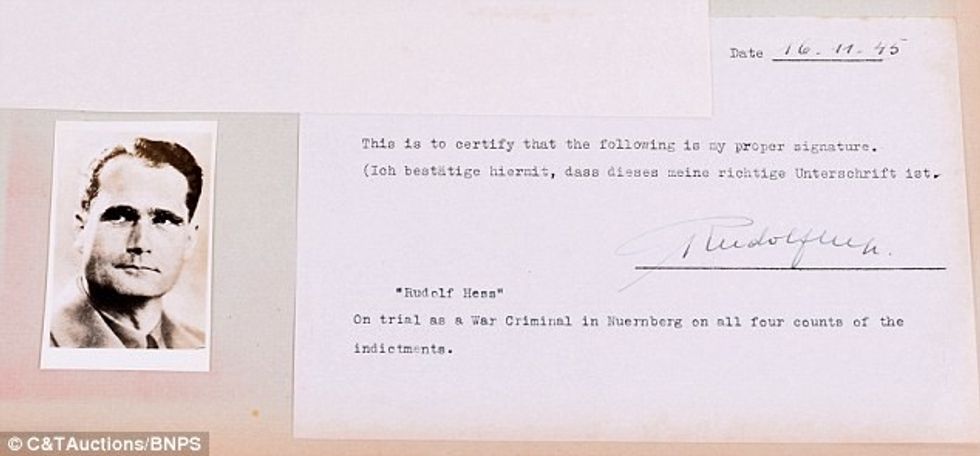 Date 16.11.45
This is to certify that the following is my proper signature.
(Ich bestätige hiermit, dass dieses meine richtige Unterschrift ist.
Rudolf Heß.
"Rudolf Hess"
On trial as a War Criminal in Nuernberg on all four counts of the
indictments.
© C&TAuctions/BNPS